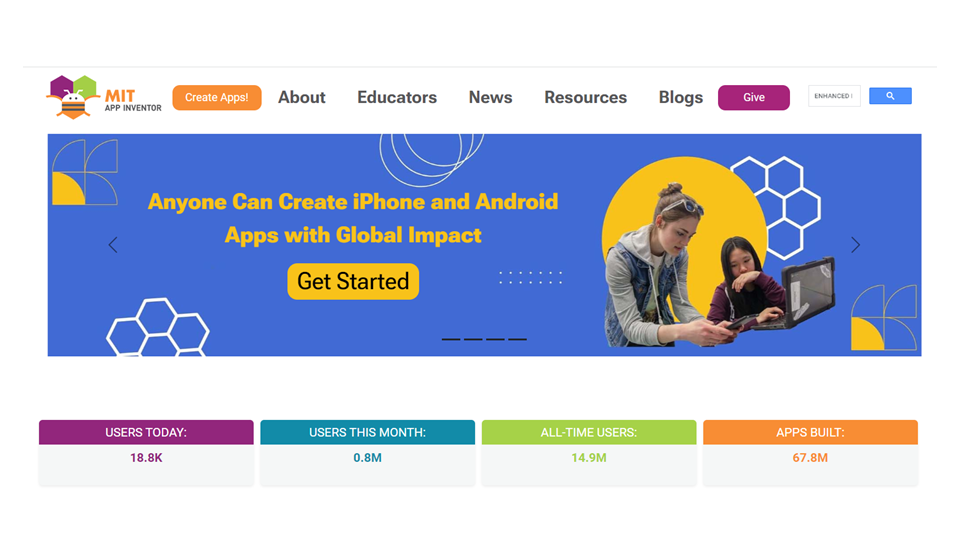 MIT
APP INVENTOR
Create Apps!
About
Educators
News
Resources
Blogs
Give
ENHANCED
Anyone Can Create iPhone and Android
Apps with Global Impact
Get Started
USERS TODAY:
18.8K
USERS THIS MONTH:
0.8M
ALL-TIME USERS:
14.9M
APPS BUILT:
67.8M